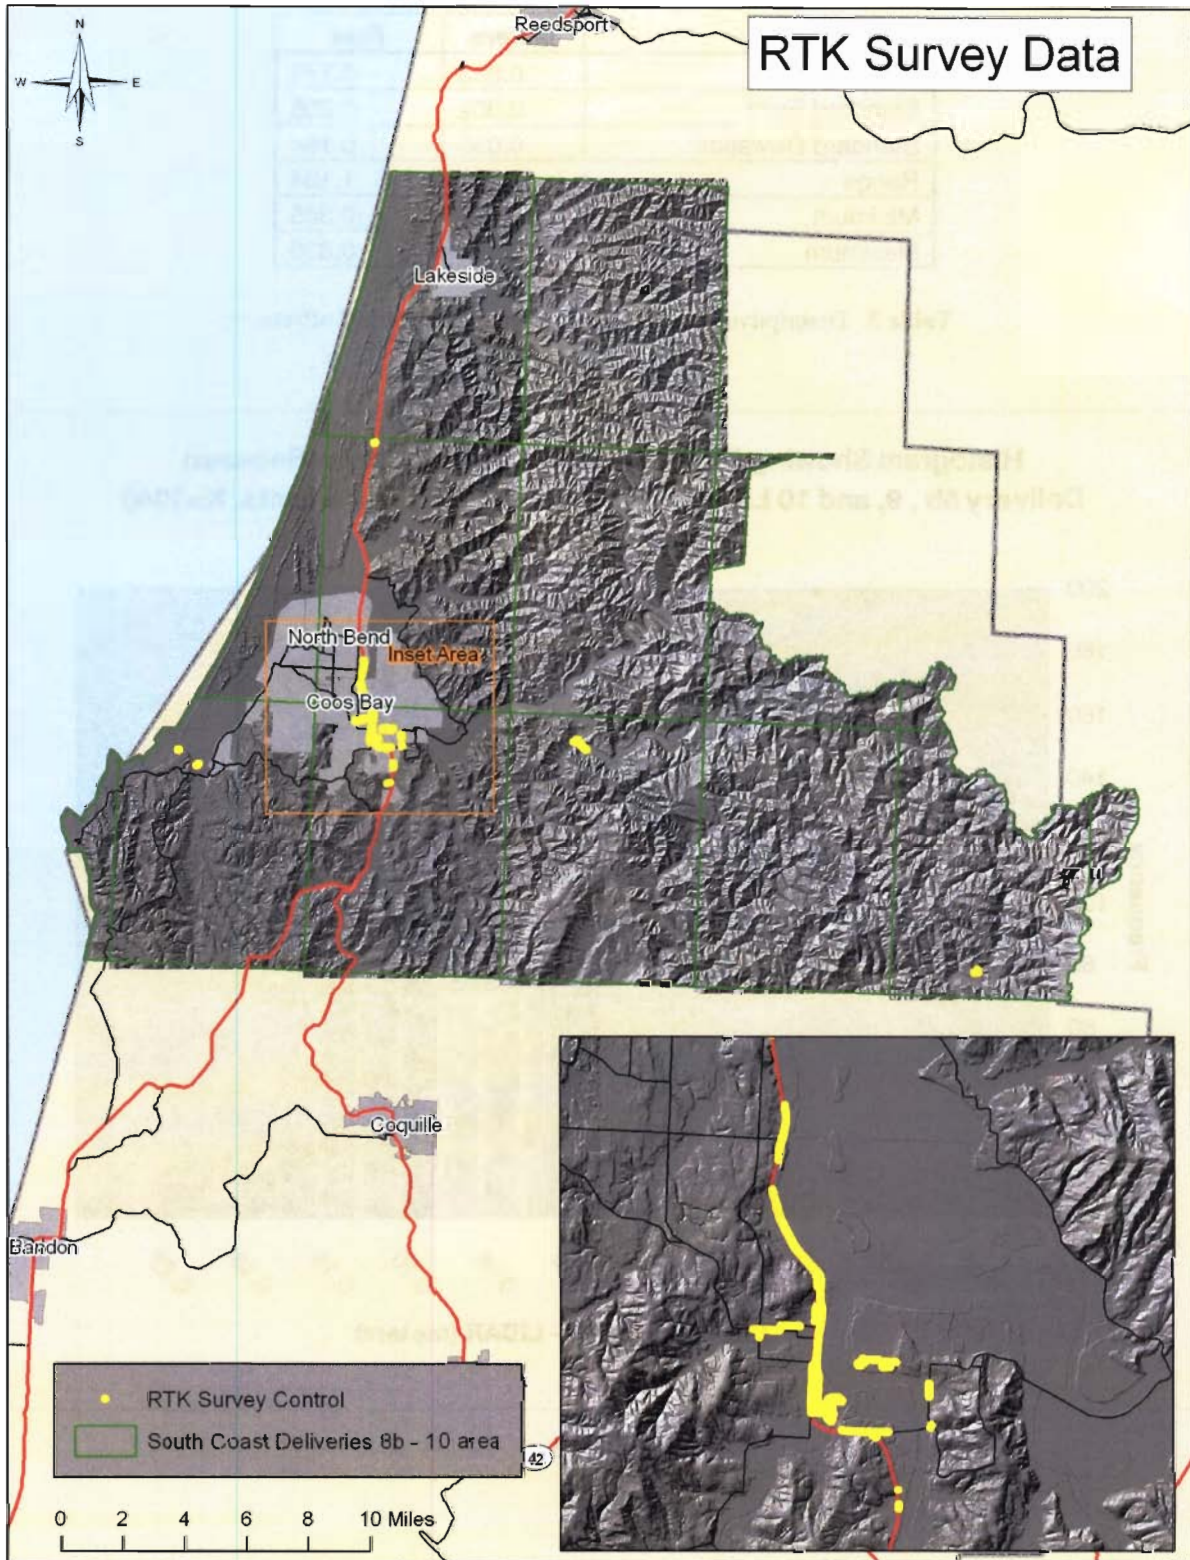 Reedsport
RTK Survey Data
N
W E
S
Lakeside
North Bend
Inset Area
Coos Bay
Coquille
Bandon
RTK Survey Control
South Coast Deliveries 8b - 10 area
42
0 2 4 6 8 10 Miles